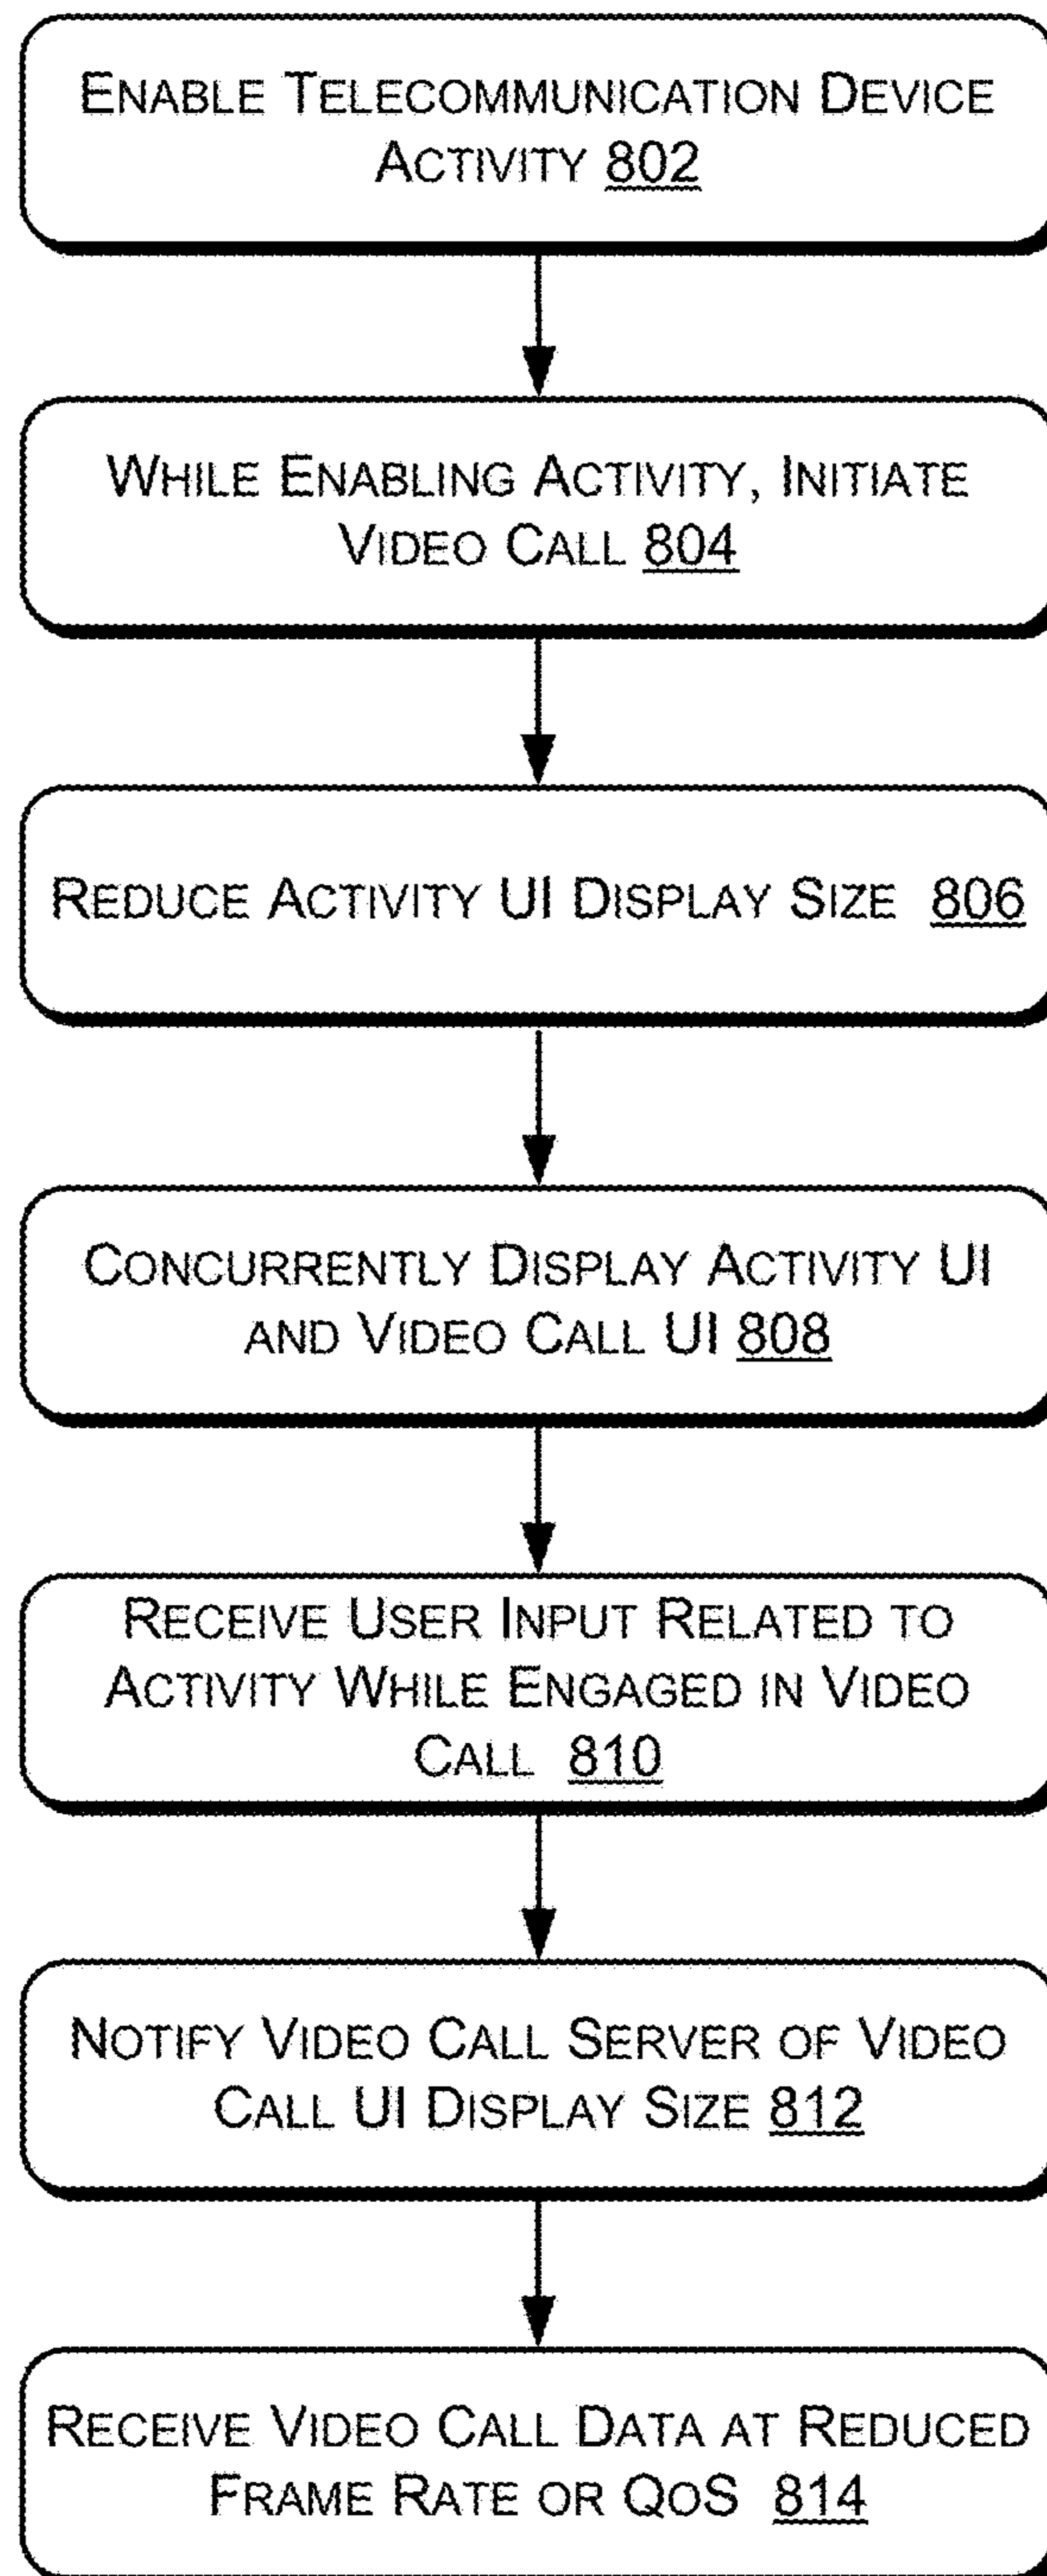 ENABLE TELECOMMUNICATION DEVICE
ACTIVITY 802
WHILE ENABLING ACTIVITY, INITIATE
VIDEO CALL 804
REDUCE ACTIVITY UI DISPLAY SIZE 806
CONCURRENTLY DISPLAY ACTIVITY UI
AND VIDEO CALL UI 808
RECEIVE USER INPUT RELATED TO
ACTIVITY WHILE ENGAGED IN VIDEO
CALL 810
NOTIFY VIDEO CALL SERVER OF VIDEO
CALL UI DISPLAY SIZE 812
RECEIVE VIDEO CALL DATA AT REDUCED
FRAME RATE OR QOS 814